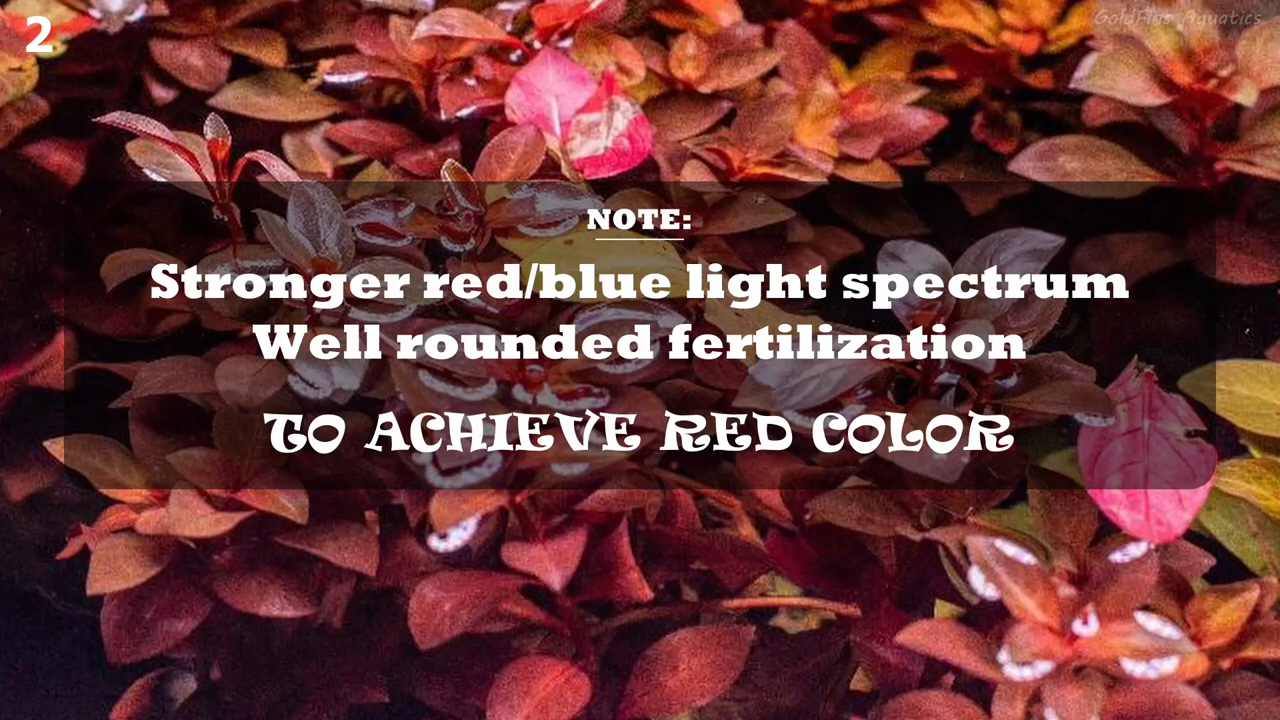 2
GoldFins Aquatics
NOTE:
Stronger red/blue light spectrum
Well rounded fertilization
TO ACHIEVE RED COLOR